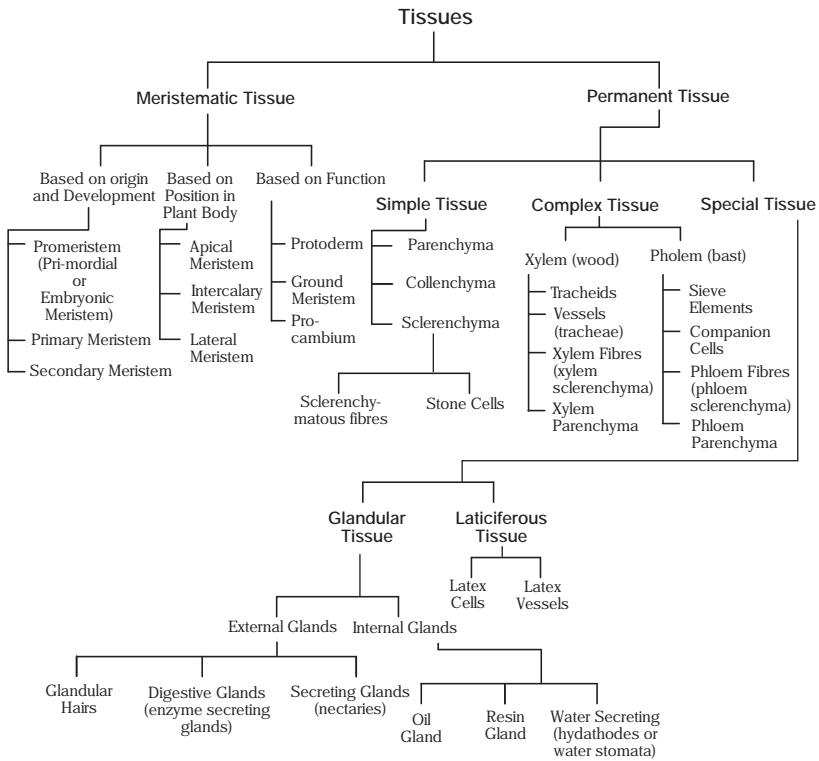 Tissues
Meristematic Tissue
Permanent Tissue
Based on origin
and Development
Based on
Position in
Plant Body
Based on Function
Simple Tissue
Complex Tissue
Special Tissue
Promeristem
(Pri-mordial
or
Embryonic
Meristem)
Primary Meristem
Secondary Meristem
Apical
Meristem
Intercalary
Meristem
Lateral
Meristem
Protoderm
Ground
Meristem
Pro-
cambium
Parenchyma
Collenchyma
Sclerenchyma
Sclerenchy-
matous fibres
Stone Cells
Xylem (wood)
Tracheids
Vessels
(tracheae)
Xylem Fibres
(xylem
sclerenchyma)
Xylem
Parenchyma
Pholem (bast)
Sieve
Elements
Companion
Cells
Phloem Fibres
(phloem
sclerenchyma)
Phloem
Parenchyma
Glandular
Tissue
Laticiferous
Tissue
Latex
Cells
Latex
Vessels
External Glands
Internal Glands
Glandular
Hairs
Digestive Glands
(enzyme secreting
glands)
Secreting Glands
(nectaries)
Oil
Gland
Resin
Gland
Water Secreting
(hydathodes or
water stomata)